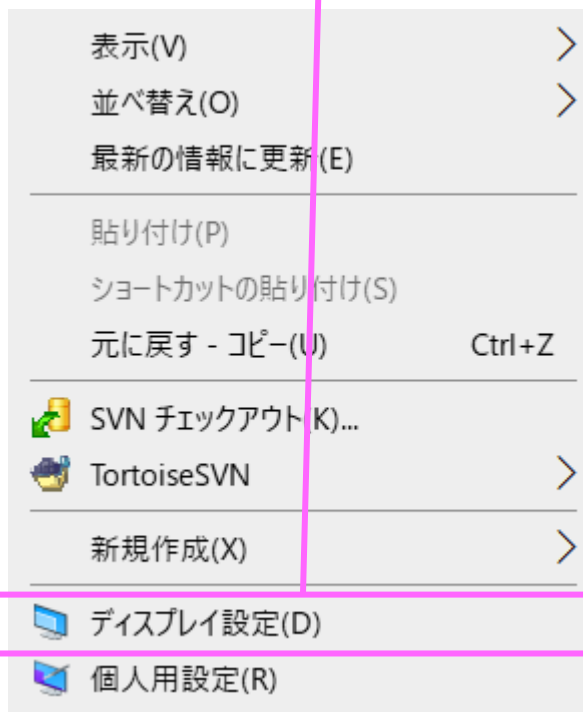 表示(V)
並べ替え(O)
最新の情報に更新(E)
貼り付け(P)
ショートカットの貼り付け(S)
元に戻す - コピー(U) Ctrl+Z
SVN チェックアウト(K)...
TortoiseSVN
新規作成(X)
ディスプレイ設定(D)
個人用設定(R)